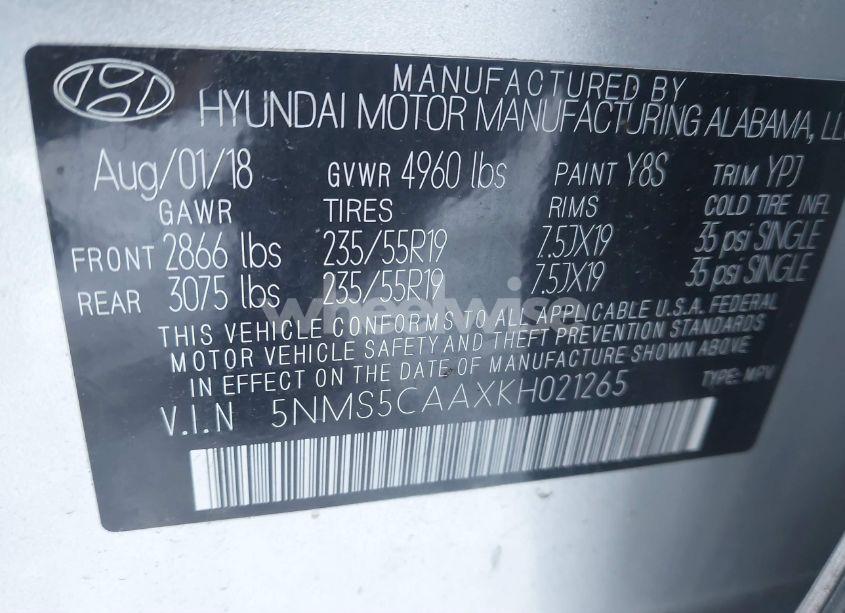 MANUFACTURED BY
HYUNDAI MOTOR MANUFACTURING ALABAMA, LLC
Aug/01/18 GVWR 4960 lbs PAINT Y8S TRIM YPJ
GAWR TIRES RIMS COLD TIRE INFL
FRONT 2866 lbs 235/55R19 7.5JX19 35 psi SINGLE
REAR 3075 lbs 235/55R19 7.5JX19 35 psi SINGLE
wheelwise
THIS VEHICLE CONFORMS TO ALL APPLICABLE U.S.A. FEDERAL
MOTOR VEHICLE SAFETY AND THEFT PREVENTION STANDARDS
IN EFFECT ON THE DATE OF MANUFACTURE SHOWN ABOVE
V.I.N 5NMS5CAAXKH021265 TYPE: MPV